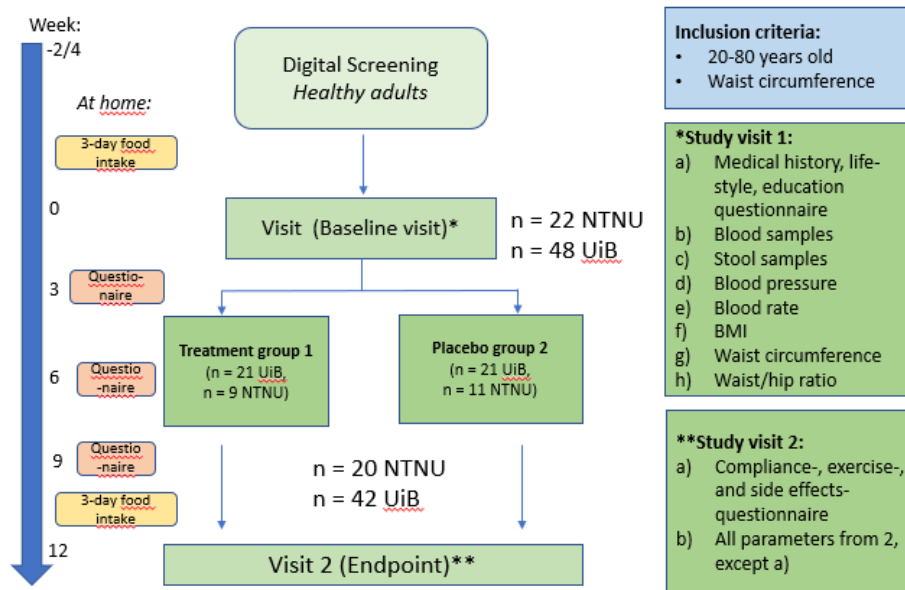 Week:
-2/4
At home:
3-day food
intake
0
3
Questio-
naire
6
Questio
-naire
9
Questio
-naire
3-day food
intake
12
Digital Screening
Healthy adults
Visit (Baseline visit)*
n = 22 NTNU
n = 48 UiB
Treatment group 1
(n = 21 UiB,
n = 9 NTNU)
Placebo group 2
(n = 21 UiB,
n = 11 NTNU)
n = 20 NTNU
n = 42 UiB
Visit 2 (Endpoint)**
Inclusion criteria:
• 20-80 years old
• Waist circumference
*Study visit 1:
a) Medical history, life-
style, education
questionnaire
b) Blood samples
c) Stool samples
d) Blood pressure
e) Blood rate
f) BMI
g) Waist circumference
h) Waist/hip ratio
**Study visit 2:
a) Compliance-, exercise-,
and side effects-
questionnaire
b) All parameters from 2,
except a)